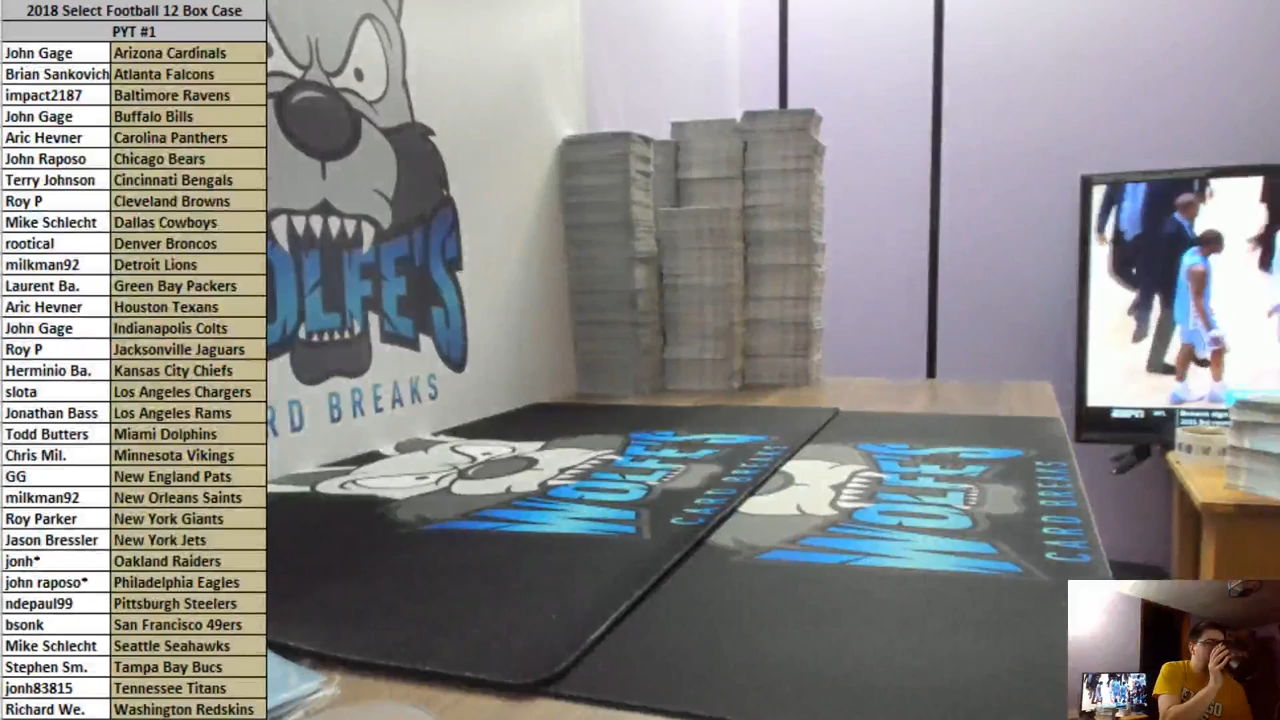 2018 Select Football 12 Box Case
PYT #1
John Gage Arizona Cardinals
Brian Sankovich Atlanta Falcons
impact2187 Baltimore Ravens
John Gage Buffalo Bills
Aric Hevner Carolina Panthers
John Raposo Chicago Bears
Terry Johnson Cincinnati Bengals
Roy P Cleveland Browns
Mike Schlecht Dallas Cowboys
rootical Denver Broncos
milkman92 Detroit Lions
Laurent Ba. Green Bay Packers
Aric Hevner Houston Texans
John Gage Indianapolis Colts
Roy P Jacksonville Jaguars
Herminio Ba. Kansas City Chiefs
slota Los Angeles Chargers
Jonathan Bass Los Angeles Rams
Todd Butters Miami Dolphins
Chris Mil. Minnesota Vikings
GG New England Pats
milkman92 New Orleans Saints
Roy Parker New York Giants
Jason Bressler New York Jets
jonh* Oakland Raiders
john raposo* Philadelphia Eagles
ndepaul99 Pittsburgh Steelers
bsonk San Francisco 49ers
Mike Schlecht Seattle Seahawks
Stephen Sm. Tampa Bay Bucs
jonh83815 Tennessee Titans
Richard We. Washington Redskins
OLFE'S
RD BREAKS
WOLFE'S
CARD BREAKS
WOLFE'S
CARD BREAKS
ESPN